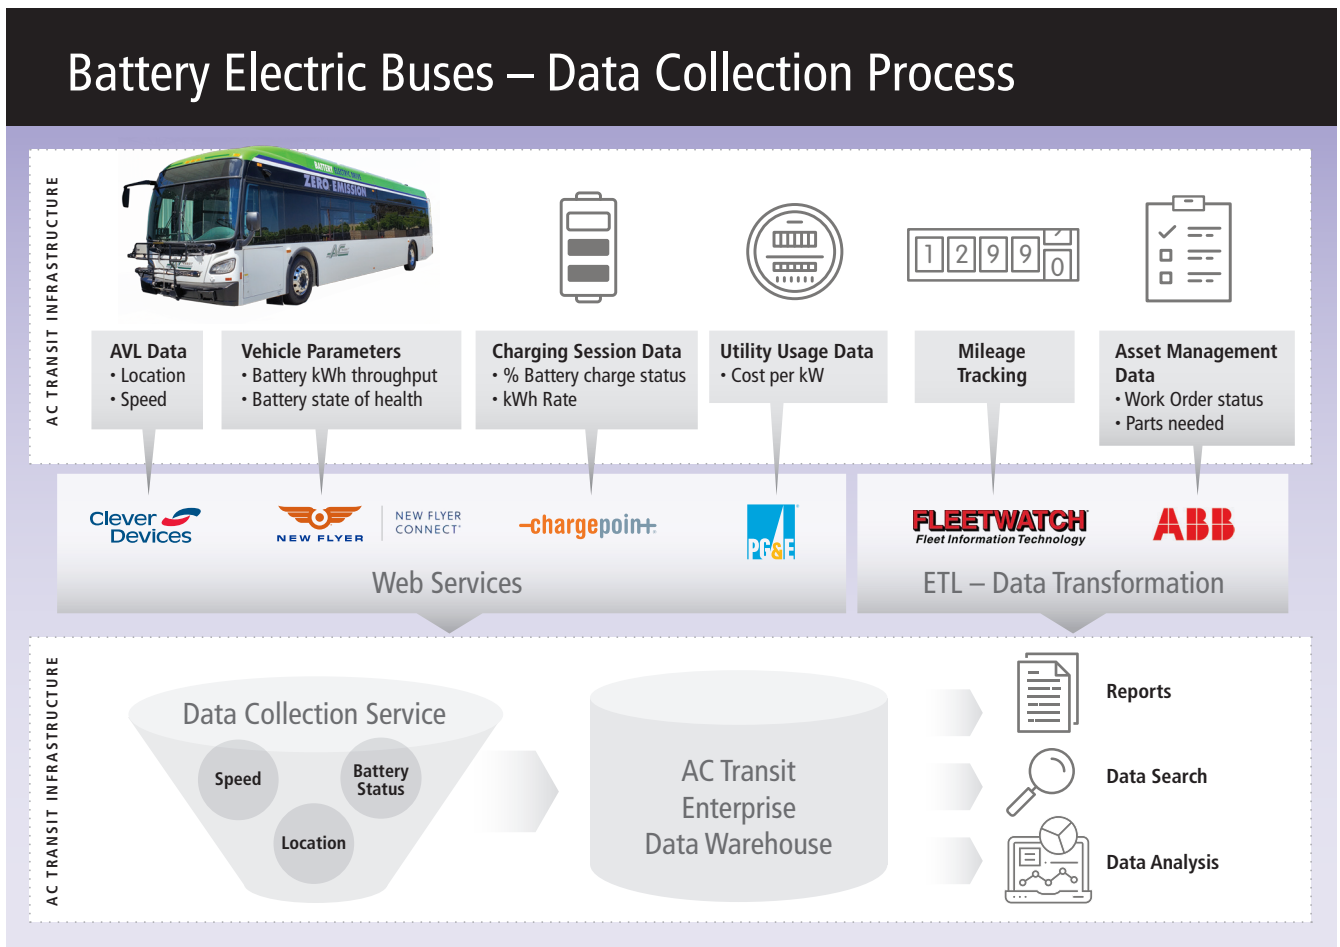 Battery Electric Buses – Data Collection Process
AC TRANSIT INFRASTRUCTURE
BATTERY ELECTRIC BUS
ZERO EMISSION
1 2 9 9 0
AVL Data
• Location
• Speed
Vehicle Parameters
• Battery kWh throughput
• Battery state of health
Charging Session Data
• % Battery charge status
• kWh Rate
Utility Usage Data
• Cost per kW
Mileage
Tracking
Asset Management
Data
• Work Order status
• Parts needed
Clever
Devices
NEW FLYER
NEW FLYER
CONNECT
-chargepoin+
PG&E
FLEETWATCH
Fleet Information Technology
ABB
Web Services
ETL – Data Transformation
AC TRANSIT INFRASTRUCTURE
Data Collection Service
Speed
Battery
Status
Location
AC Transit
Enterprise
Data Warehouse
Reports
Data Search
Data Analysis